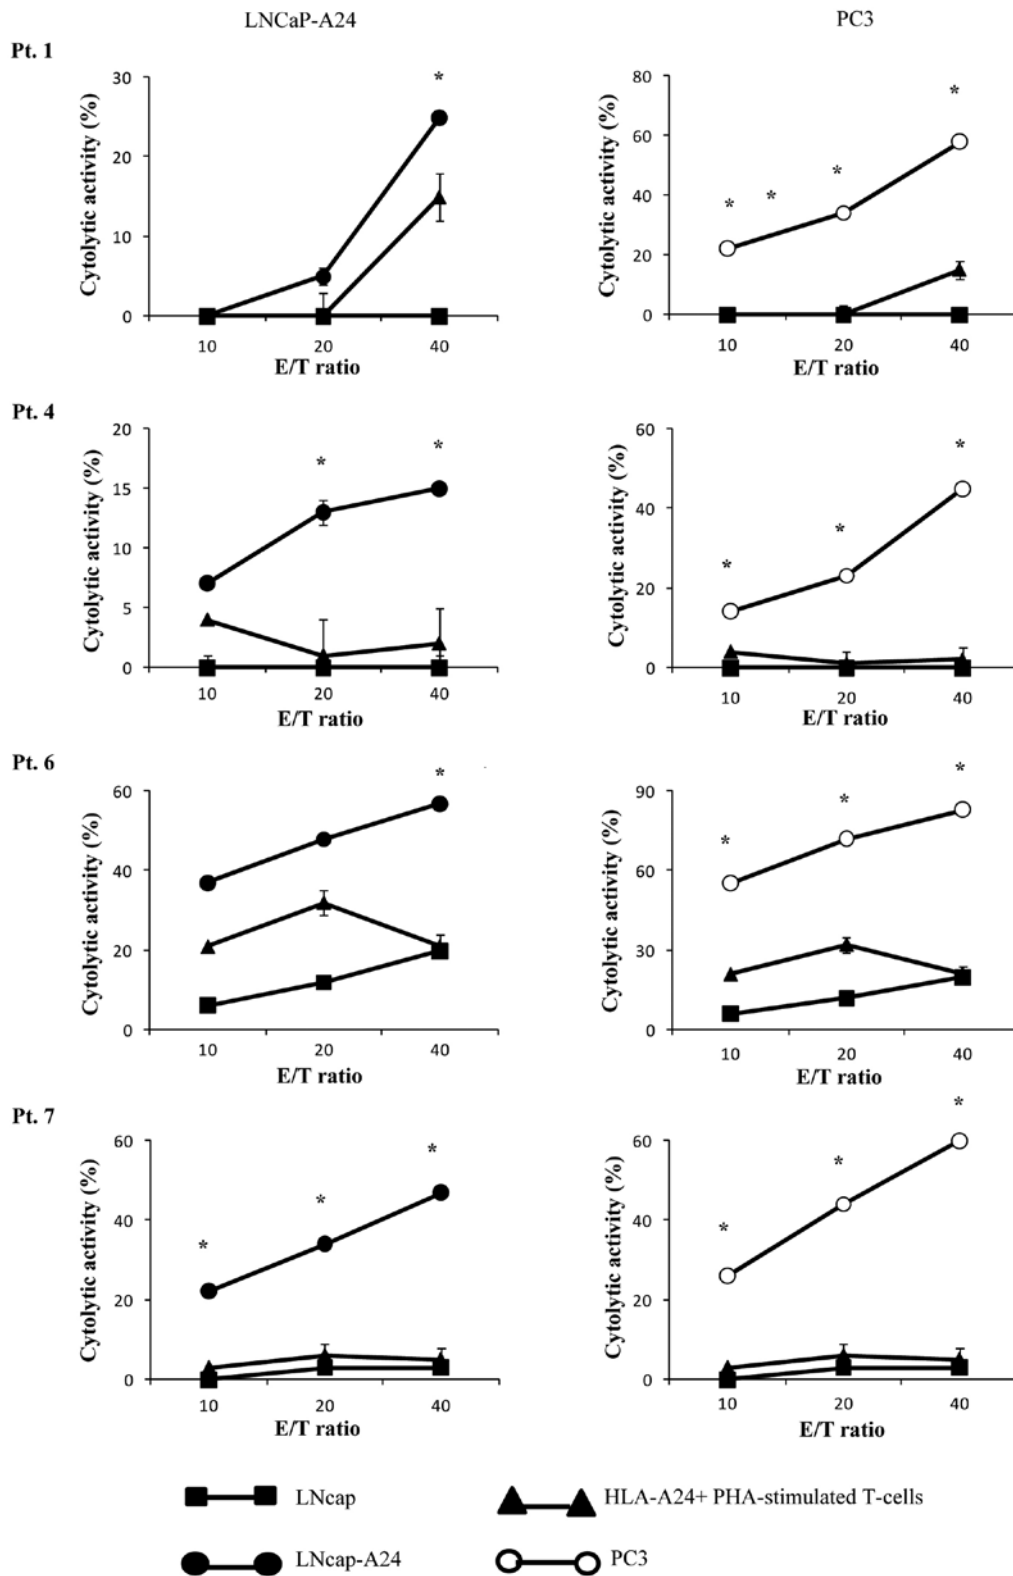 LNCaP-A24 PC3
Pt. 1
30 80
* *
Cytolytic activity (%) Cytolytic activity (%)
20 60
* * *
40
10
20
0 0
10 20 40 10 20 40
E/T ratio E/T ratio
Pt. 4
20 60
* * *
Cytolytic activity (%) Cytolytic activity (%)
15
40
* *
10
20
5
0 0
10 20 40 10 20 40
E/T ratio E/T ratio
Pt. 6
* *
60 90
* *
Cytolytic activity (%) Cytolytic activity (%)
40 60
20 30
0 0
10 20 40 10 20 40
E/T ratio E/T ratio
Pt. 7
*
60 60
* *
Cytolytic activity (%) Cytolytic activity (%)
* *
40 40
*
20 20
0 0
10 20 40 10 20 40
E/T ratio E/T ratio
LNcap HLA-A24+ PHA-stimulated T-cells
LNcap-A24 PC3